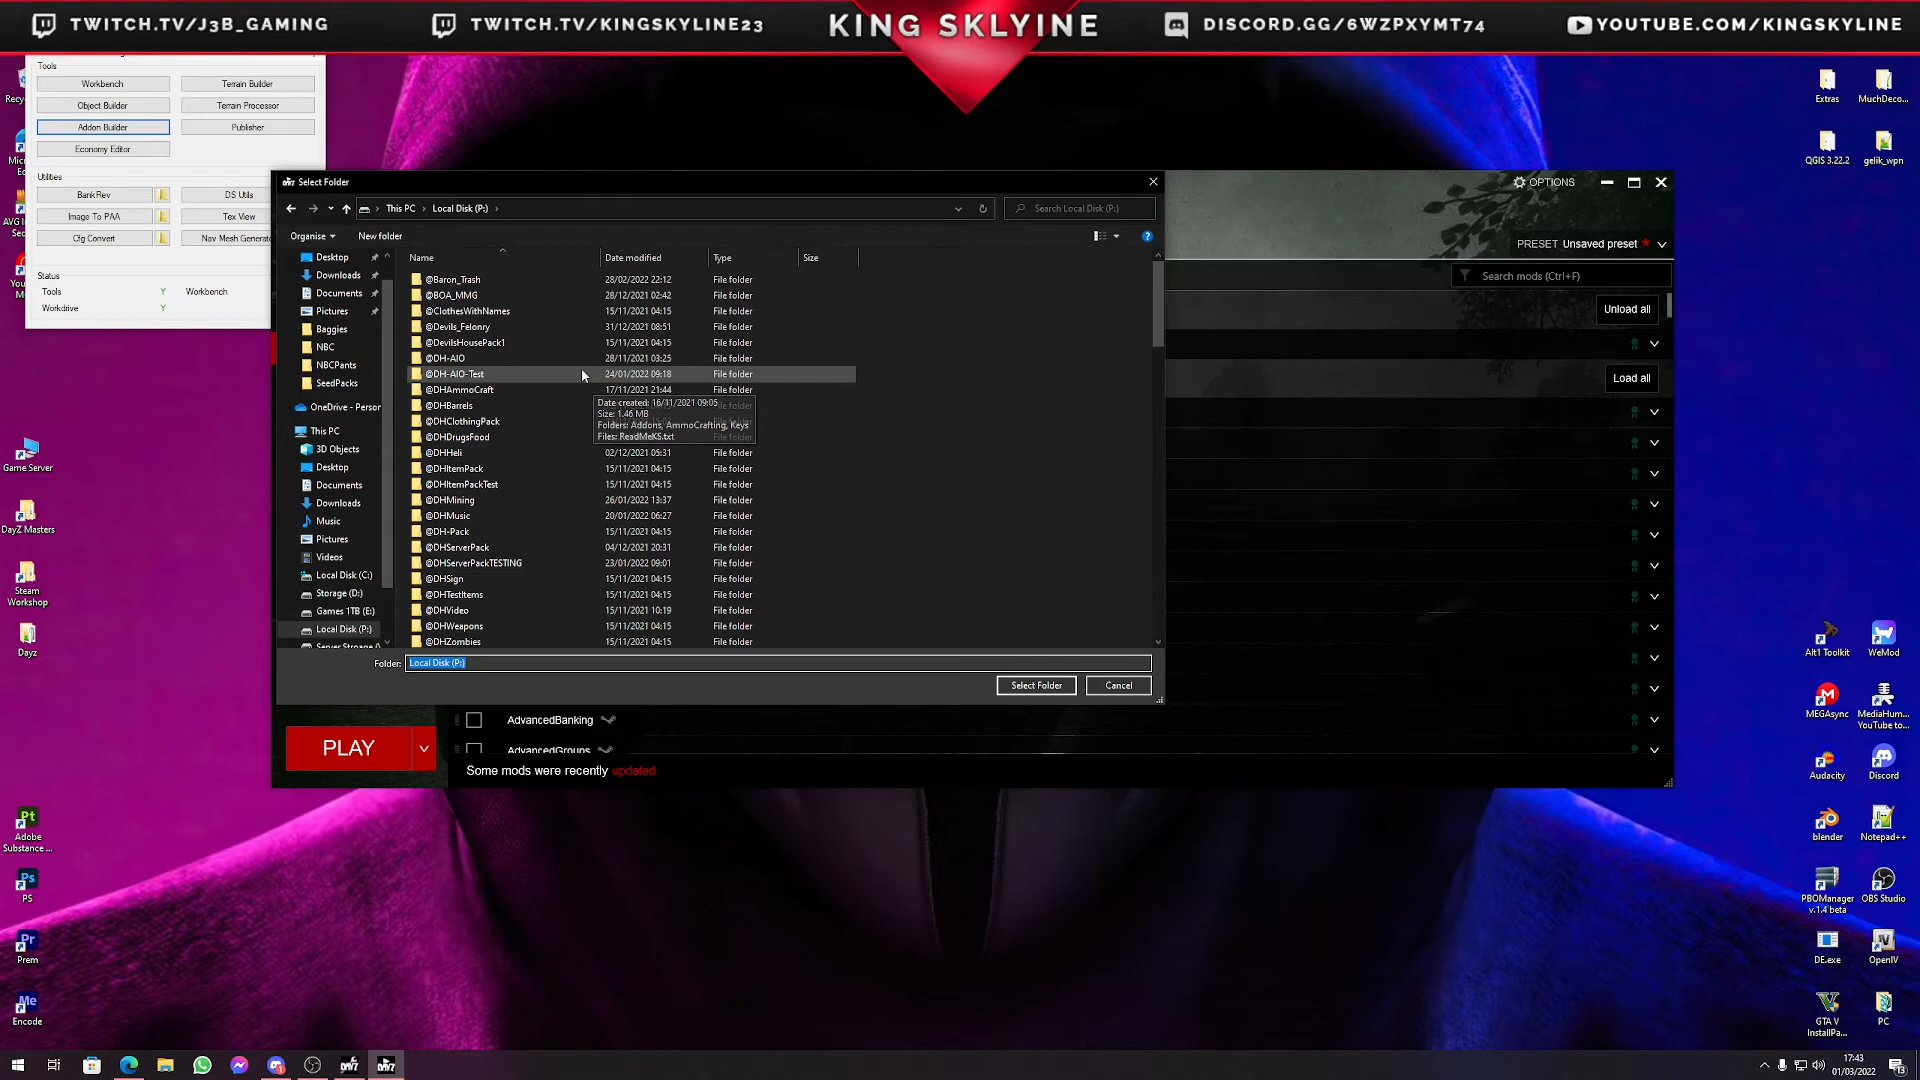 TWITCH.TV/J3B_GAMING
TWITCH.TV/KINGSKYLINE23
KING SKLYINE
DISCORD.GG/6WZPXYMT74
YOUTUBE.COM/KINGSKYLINE
Tools
Workbench
Terrain Builder
Object Builder
Terrain Processor
Addon Builder
Publisher
Economy Editor
Utilities
BankRev
DS Utils
Image To PAA
Tex View
Cfg Convert
Nav Mesh Generato
Status
Tools Y Workbench
Workdrive Y
Select Folder
This PC > Local Disk (P:) >
Search Local Disk (P:)
Organise
New folder
Desktop
Downloads
Documents
Pictures
Baggies
NBC
NBCPants
SeedPacks
OneDrive - Person
This PC
3D Objects
Desktop
Documents
Downloads
Music
Pictures
Videos
Local Disk (C:)
Storage (D:)
Games 1TB (E:)
Local Disk (P:)
Name Date modified Type Size
@Baron_Trash 28/02/2022 22:12 File folder
@BOA_MMG 28/12/2021 02:42 File folder
@ClothesWithNames 15/11/2021 04:15 File folder
@Devils_Felonry 31/12/2021 08:51 File folder
@DevilsHousePack1 15/11/2021 04:15 File folder
@DH-AIO 28/11/2021 03:25 File folder
@DH-AIO-Test 24/01/2022 09:18 File folder
@DHAmmoCraft 17/11/2021 21:44 File folder
@DHBarrels
@DHClothingPack
@DHDrugsFood
Date created: 16/11/2021 09:05
Size: 1.46 MB
Folders: Addons, AmmoCrafting, Keys
Files: ReadMeKS.txt
@DHHeli 02/12/2021 05:31 File folder
@DHItemPack 15/11/2021 04:15 File folder
@DHItemPackTest 15/11/2021 04:15 File folder
@DHMining 26/01/2022 13:37 File folder
@DHMusic 20/01/2022 06:27 File folder
@DH-Pack 15/11/2021 04:15 File folder
@DHServerPack 04/12/2021 20:31 File folder
@DHServerPackTESTING 23/01/2022 09:01 File folder
@DHSign 15/11/2021 04:15 File folder
@DHTestItems 15/11/2021 04:15 File folder
@DHVideo 15/11/2021 10:19 File folder
@DHWeapons 15/11/2021 04:15 File folder
@DHZombies 15/11/2021 04:15 File folder
Folder: Local Disk (P:)
Select Folder
Cancel
OPTIONS
PRESET Unsaved preset *
Search mods (Ctrl+F)
Unload all
Load all
AdvancedBanking
AdvancedGroups
PLAY
Some mods were recently updated
Game Server
DayZ Masters
Steam
Workshop
Dayz
Pt
Adobe
Substance ...
Ps
PS
Pr
Prem
Me
Encode
Extras
MuchDeco...
QGIS 3.22.2
gelik_wpn
Alt1 Toolkit
WeMod
MEGAsync
MediaHum...
YouTube to...
Audacity
Discord
blender
Notepad++
PBOManager
v.1.4 beta
OBS Studio
DE.exe
OpenIV
GTA V
InstallPa...
PC
17:43
01/03/2022
13